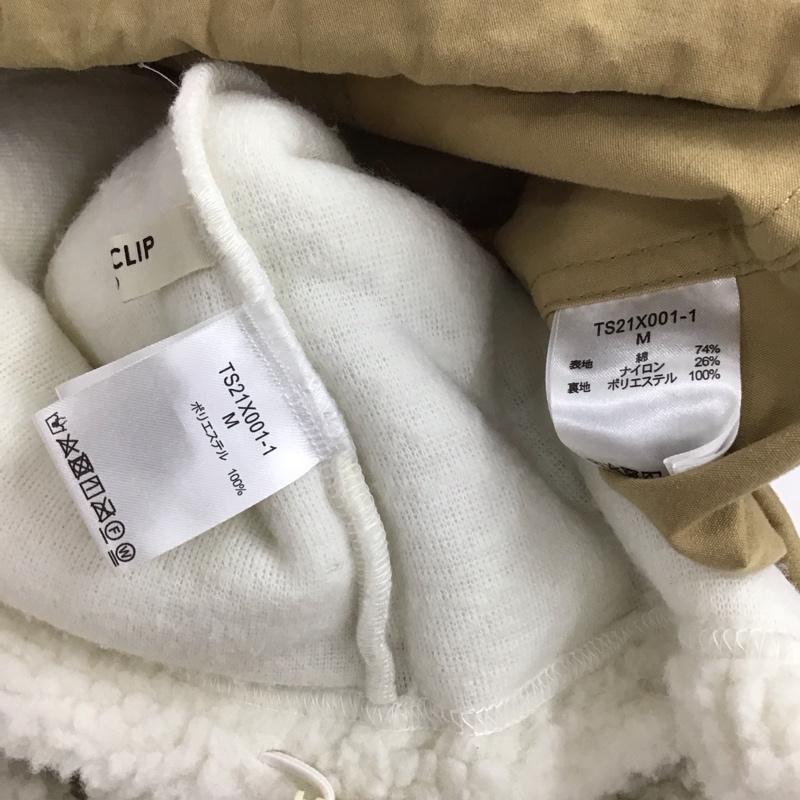 CLIP
TS21X001-1
M
ポリエステル 100%
F
W
TS21X001-1
M
表地 綿 74%
ナイロン 26%
裏地 ポリエステル 100%